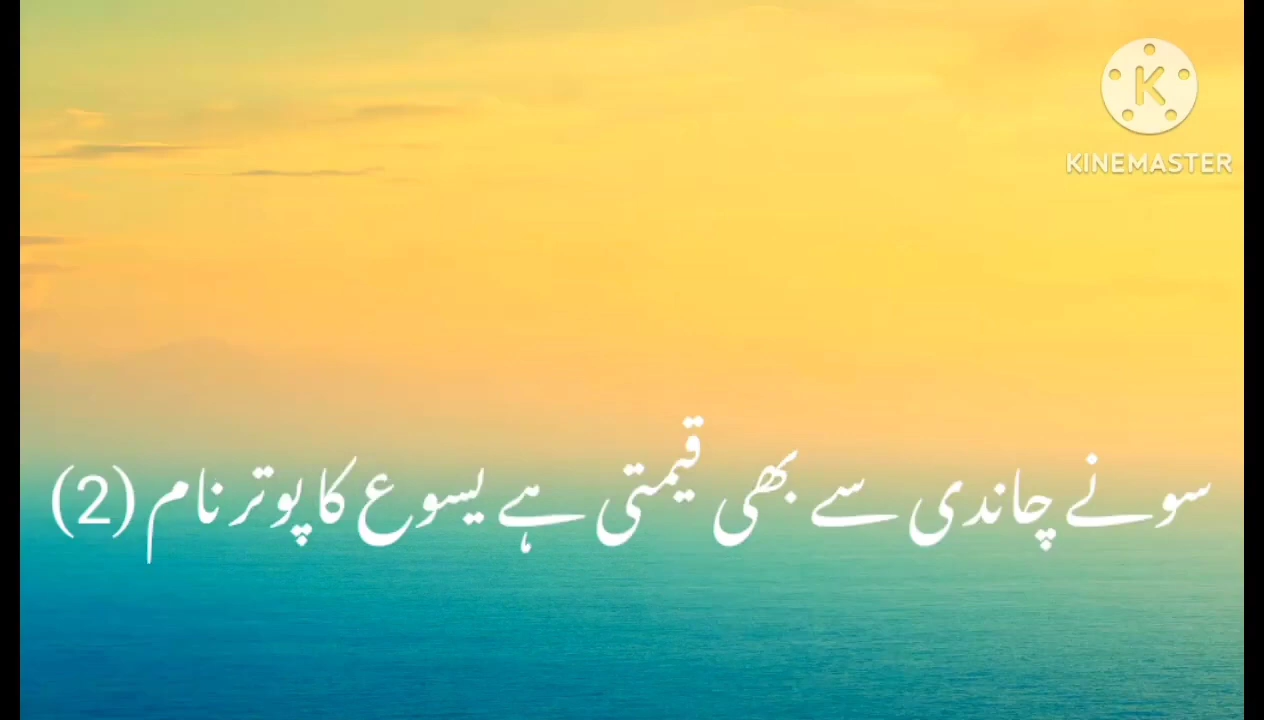 KINEMASTER
سونے چاندی سے بھی قیمتی ہے یسوع کا پوتر نام (2)